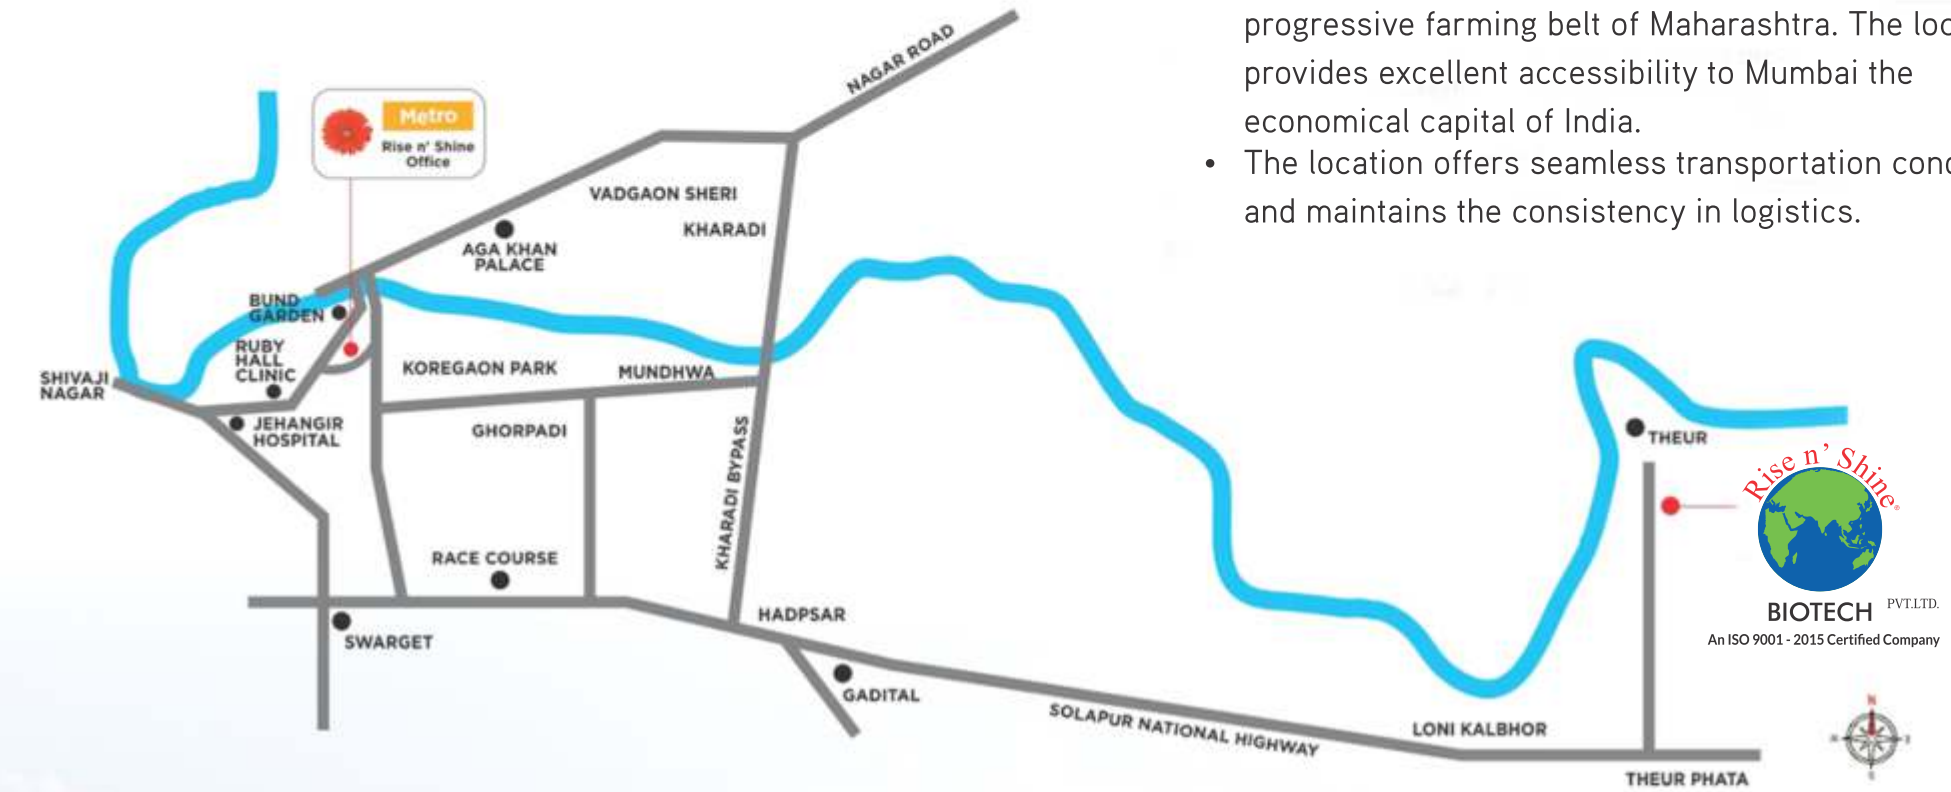 progressive farming belt of Maharashtra. The loc
provides excellent accessibility to Mumbai the
economical capital of India.
• The location offers seamless transportation cond
and maintains the consistency in logistics.
NAGAR ROAD
Metro
Rise n' Shine
Office
VADGAON SHERI
KHARADI
AGA KHAN
PALACE
BUND
GARDEN
RUBY
HALL
CLINIC
SHIVAJI
NAGAR
KOREGAON PARK
MUNDHWA
JEHANGIR
HOSPITAL
GHORPADI
KHARADI BYPASS
THEUR
Rise n' Shine®
BIOTECH PVT.LTD.
An ISO 9001 - 2015 Certified Company
RACE COURSE
HADPSAR
SWARGET
GADITAL
SOLAPUR NATIONAL HIGHWAY
LONI KALBHOR
THEUR PHATA
N
S